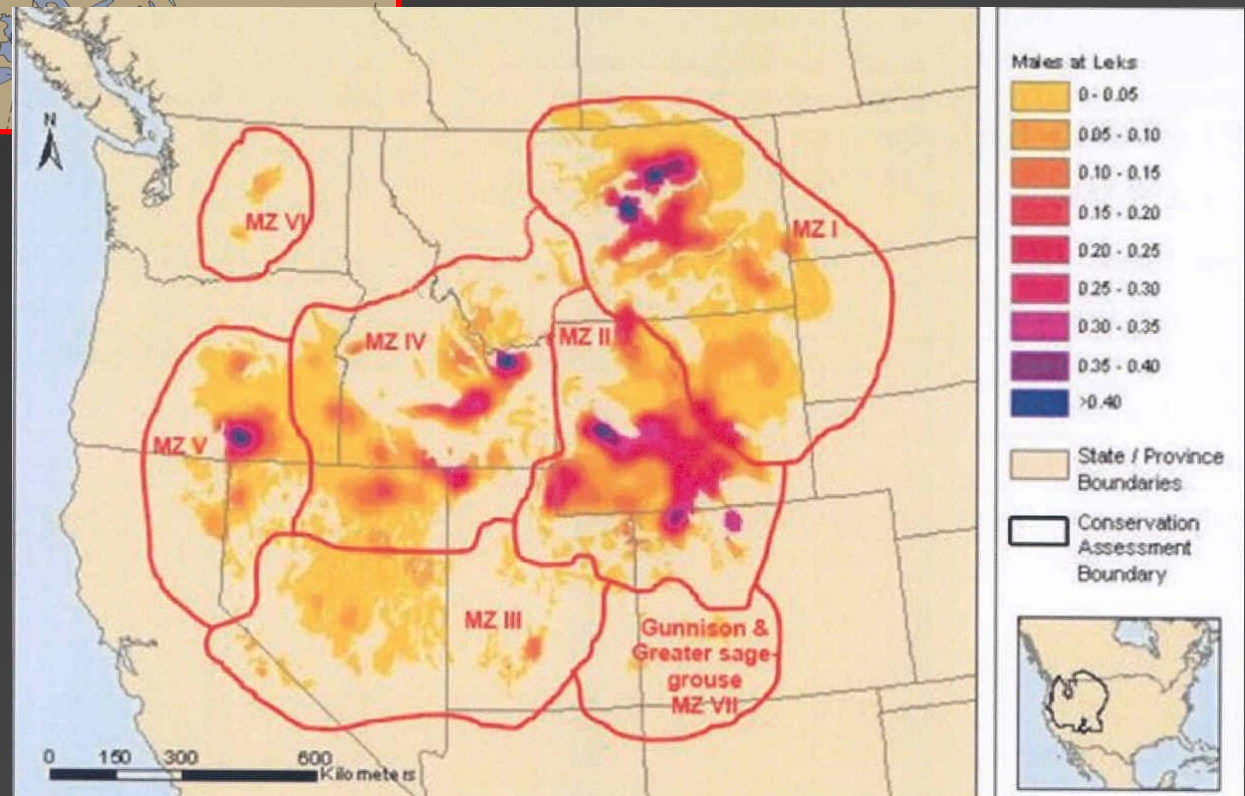 N
MZ VI
MZ I
MZ IV
MZ II
MZ V
MZ III
Gunnison &
Greater sage-
grouse
MZ VII
0 150 300 600
Kilometers
Males at Leks
0 - 0.05
0.05 - 0.10
0.10 - 0.15
0.15 - 0.20
0.20 - 0.25
0.25 - 0.30
0.30 - 0.35
0.35 - 0.40
>0.40
State / Province
Boundaries
Conservation
Assessment
Boundary